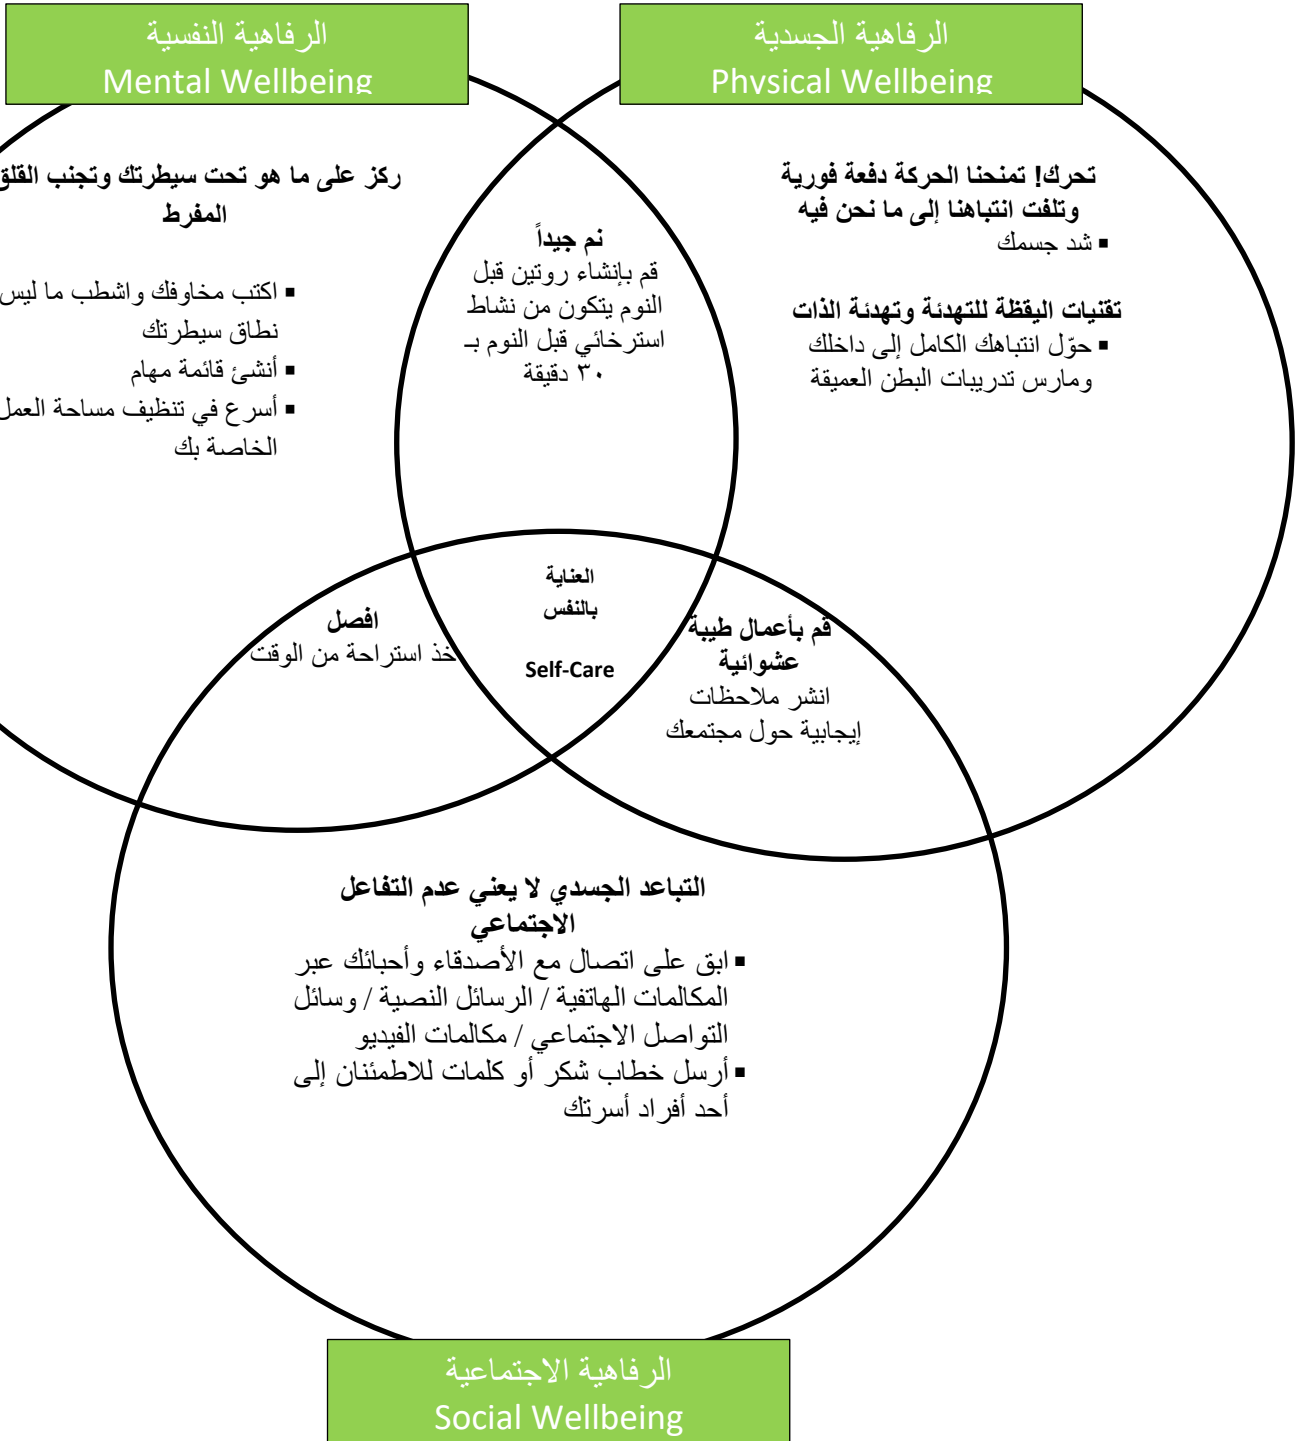 الرفاهية النفسية
Mental Wellbeing
الرفاهية الجسدية
Physical Wellbeing
ركز على ما هو تحت سيطرتك وتجنب القلق
المفرط
▪ اكتب مخاوفك واشطب ما ليس
نطاق سيطرتك
▪ أنشئ قائمة مهام
▪ أسرع في تنظيف مساحة العمل
الخاصة بك
نم جيداً
قم بإنشاء روتين قبل
النوم يتكون من نشاط
استرخائي قبل النوم بـ
٣٠ دقيقة
تحرك! تمنحنا الحركة دفعة فورية
وتلفت انتباهنا إلى ما نحن فيه
▪ شد جسمك
تقنيات اليقظة للتهدئة وتهدئة الذات
▪ حوّل انتباهك الكامل إلى داخلك
ومارس تدريبات البطن العميقة
افصل
خذ استراحة من الوقت
العناية
بالنفس
Self-Care
قم بأعمال طيبة
عشوائية
انشر ملاحظات
إيجابية حول مجتمعك
التباعد الجسدي لا يعني عدم التفاعل
الاجتماعي
▪ ابق على اتصال مع الأصدقاء وأحبائك عبر
المكالمات الهاتفية / الرسائل النصية / وسائل
التواصل الاجتماعي / مكالمات الفيديو
▪ أرسل خطاب شكر أو كلمات للاطمئنان إلى
أحد أفراد أسرتك
الرفاهية الاجتماعية
Social Wellbeing